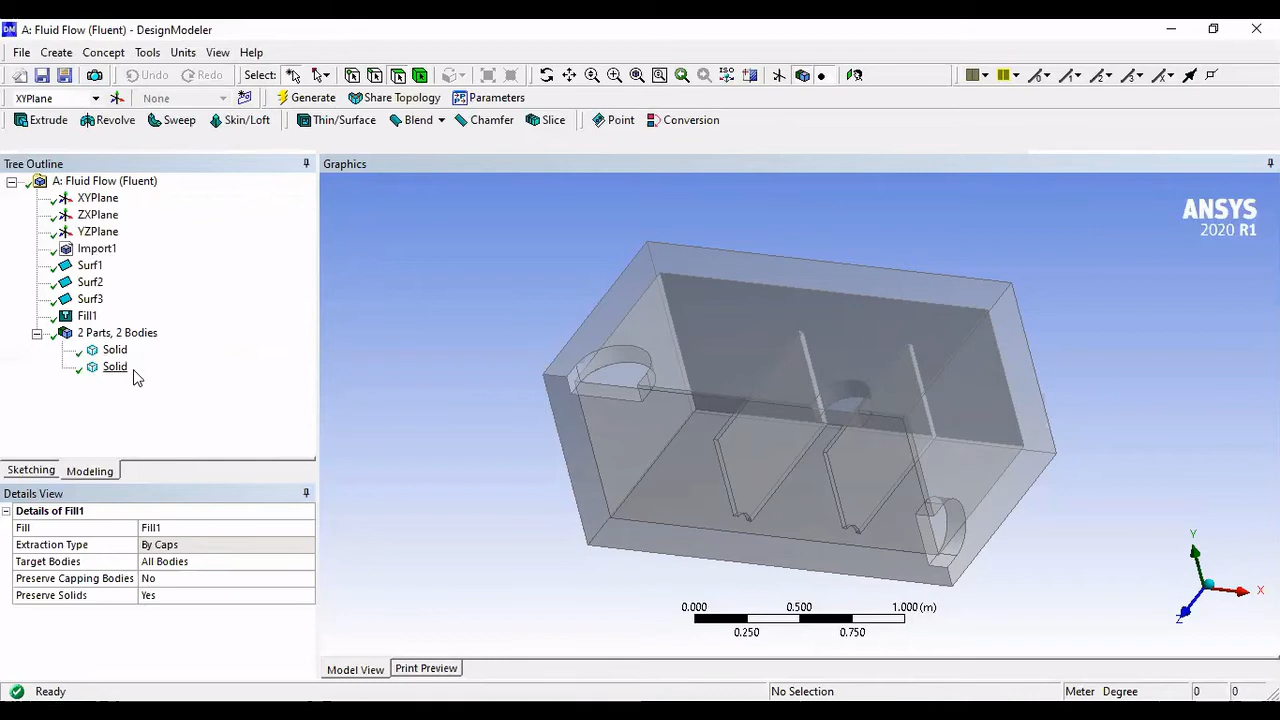 A: Fluid Flow (Fluent) - DesignModeler
File Create Concept Tools Units View Help
Undo Redo Select:
XYPlane None Generate Share Topology Parameters
Extrude Revolve Sweep Skin/Loft Thin/Surface Blend Chamfer Slice Point Conversion
Tree Outline
A: Fluid Flow (Fluent)
XYPlane
ZXPlane
YZPlane
Import1
Surf1
Surf2
Surf3
Fill1
2 Parts, 2 Bodies
Solid
Solid
Sketching Modeling
Details View
Details of Fill1
Fill Fill1
Extraction Type By Caps
Target Bodies All Bodies
Preserve Capping Bodies No
Preserve Solids Yes
Graphics
ANSYS
2020 R1
0.000 0.500 1.000 (m)
0.250 0.750
Y
X
Z
Model View Print Preview
Ready No Selection Meter Degree 0 0